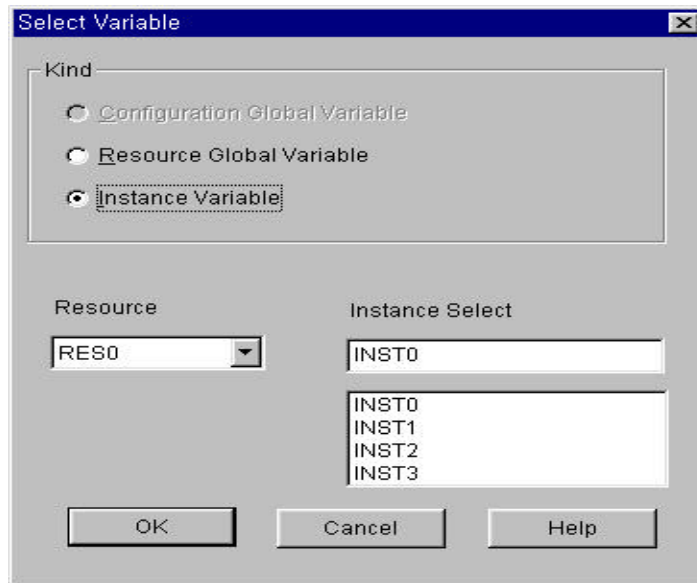 Select Variable
Kind
Configuration Global Variable
Resource Global Variable
Instance Variable
Resource
Instance Select
RES0
INST0
INST0
INST1
INST2
INST3
OK
Cancel
Help